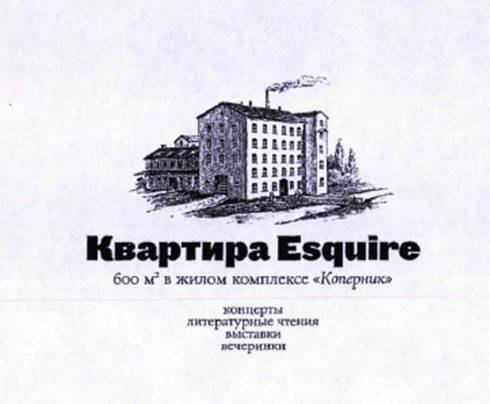 Квартира Esquire
600 м² в жилом комплексе «Коперник»
концерты
литературные чтения
выставки
вечеринки